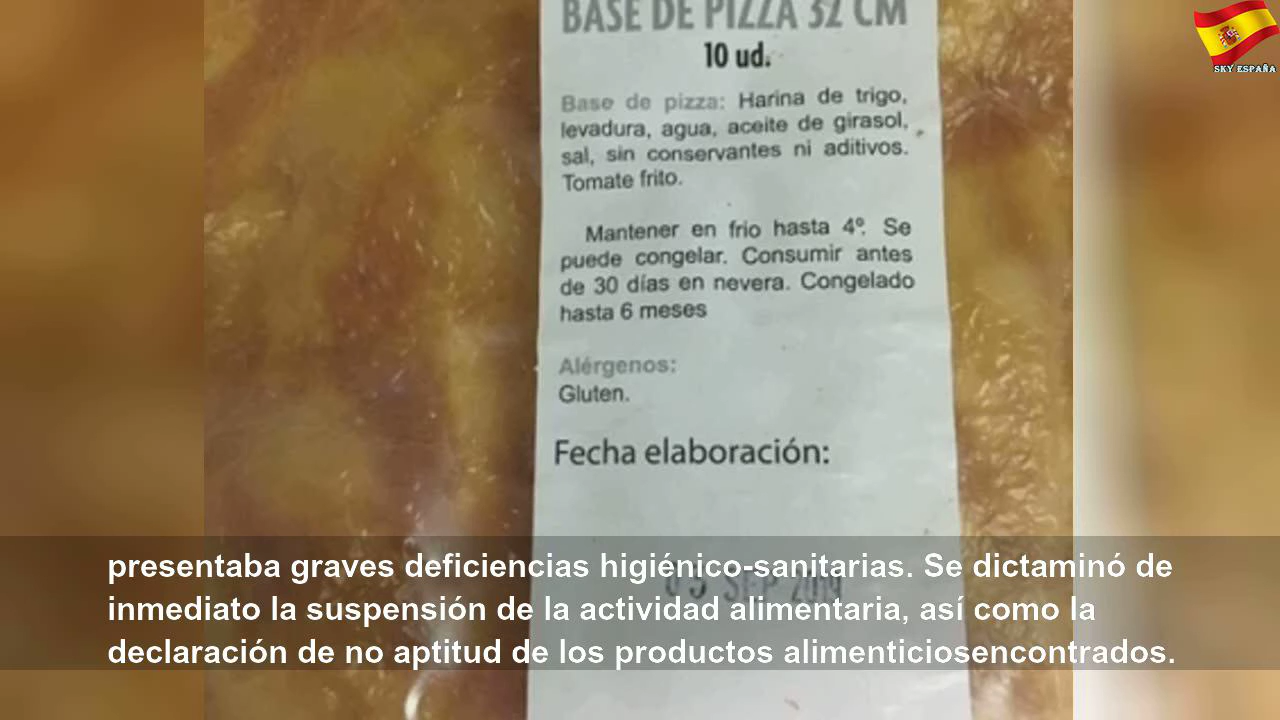 BASE DE PIZZA 32 CM
10 ud.
Base de pizza: Harina de trigo,
levadura, agua, aceite de girasol,
sal, sin conservantes ni aditivos.
Tomate frito.
Mantener en frio hasta 4º. Se
puede congelar. Consumir antes
de 30 días en nevera. Congelado
hasta 6 meses
Alérgenos:
Gluten.
Fecha elaboración:
SKY ESPAÑA
presentaba graves deficiencias higiénico-sanitarias. Se dictaminó de
inmediato la suspensión de la actividad alimentaria, así como la
declaración de no aptitud de los productos alimenticiosencontrados.